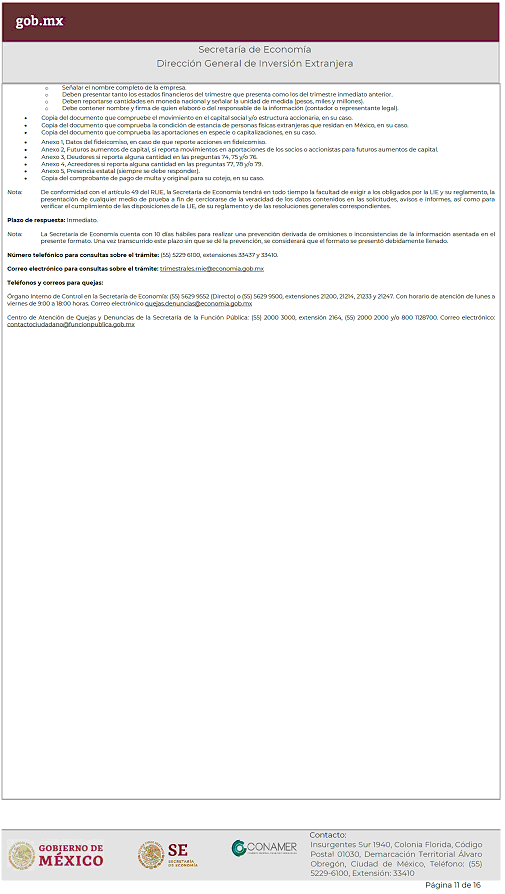 gob.mx
Secretaría de Economía
Dirección General de Inversión Extranjera
o Señalar el nombre completo de la empresa.
o Deben presentar tanto los estados financieros del trimestre que presenta como los del trimestre inmediato anterior.
o Deben reportarse cantidades en moneda nacional y señalar la unidad de medida (pesos, miles y millones).
o Debe contener nombre y firma de quien elaboró o del responsable de la información (contador o representante legal).
• Copia del documento que compruebe el movimiento en el capital social y/o estructura accionaria, en su caso.
• Copia del documento que comprueba la condición de estancia de personas físicas extranjeras que residan en México, en su caso.
• Copia del documento que comprueba las aportaciones en especie o capitalizaciones, en su caso.
• Anexo 1, Datos del fideicomiso, en caso de que reporte acciones en fideicomiso.
• Anexo 2, Futuros aumentos de capital, si reporta movimientos en aportaciones de los socios o accionistas para futuros aumentos de capital.
• Anexo 3, Deudores si reporta alguna cantidad en las preguntas 74, 75 y/o 76.
• Anexo 4, Acreedores si reporta alguna cantidad en las preguntas 77, 78 y/o 79.
• Anexo 5, Presencia estatal (siempre se debe responder).
• Copia del comprobante de pago de multa y original para su cotejo, en su caso.
Nota: De conformidad con el artículo 49 del RLIE, la Secretaría de Economía tendrá en todo tiempo la facultad de exigir a los obligados por la LIE y su reglamento, la
presentación de cualquier medio de prueba a fin de cerciorarse de la veracidad de los datos contenidos en las solicitudes, avisos e informes, así como para
verificar el cumplimiento de las disposiciones de la LIE, de su reglamento y de las resoluciones generales correspondientes.
Plazo de respuesta: Inmediato.
Nota: La Secretaría de Economía cuenta con 10 días hábiles para realizar una prevención derivada de omisiones o inconsistencias de la información asentada en el
presente formato. Una vez transcurrido este plazo sin que se dé la prevención, se considerará que el formato se presentó debidamente llenado.
Número telefónico para consultas sobre el trámite: (55) 5229 6100, extensiones 33437 y 33410.
Correo electrónico para consultas sobre el trámite: trimestrales.rnie@economia.gob.mx
Teléfonos y correos para quejas:
Órgano Interno de Control en la Secretaría de Economía: (55) 5629 9552 (Directo) o (55) 5629 9500, extensiones 21200, 21214, 21233 y 21247. Con horario de atención de lunes a
viernes de 9:00 a 18:00 horas. Correo electrónico quejas.denuncias@economia.gob.mx
Centro de Atención de Quejas y Denuncias de la Secretaría de la Función Pública: (55) 2000 3000, extensión 2164, (55) 2000 2000 y/o 800 1128700. Correo electrónico:
contactociudadano@funcionpublica.gob.mx
GOBIERNO DE
MÉXICO
SE
SECRETARÍA
DE ECONOMÍA
CONAMER
Contacto:
Insurgentes Sur 1940, Colonia Florida, Código
Postal 01030, Demarcación Territorial Álvaro
Obregón, Ciudad de México, Teléfono: (55)
5229-6100, Extensión: 33410
Página 11 de 16